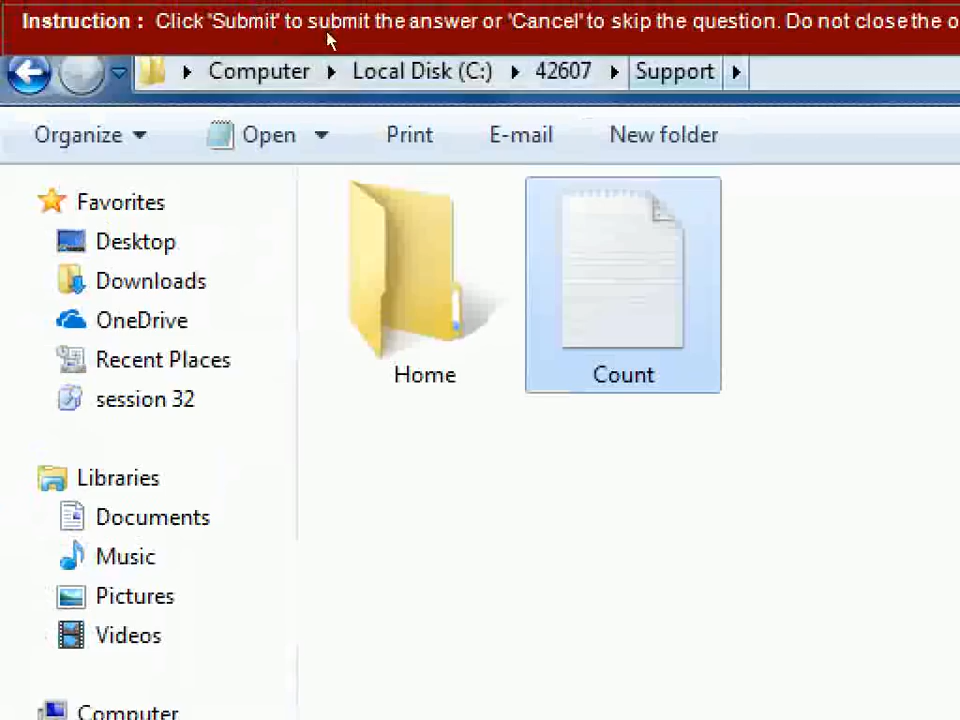 Instruction : Click 'Submit' to submit the answer or 'Cancel' to skip the question. Do not close the o
Computer Local Disk (C:) 42607 Support
Organize Open Print E-mail New folder
Favorites
Desktop
Downloads
OneDrive
Recent Places
session 32
Libraries
Documents
Music
Pictures
Videos
Computer
Home
Count